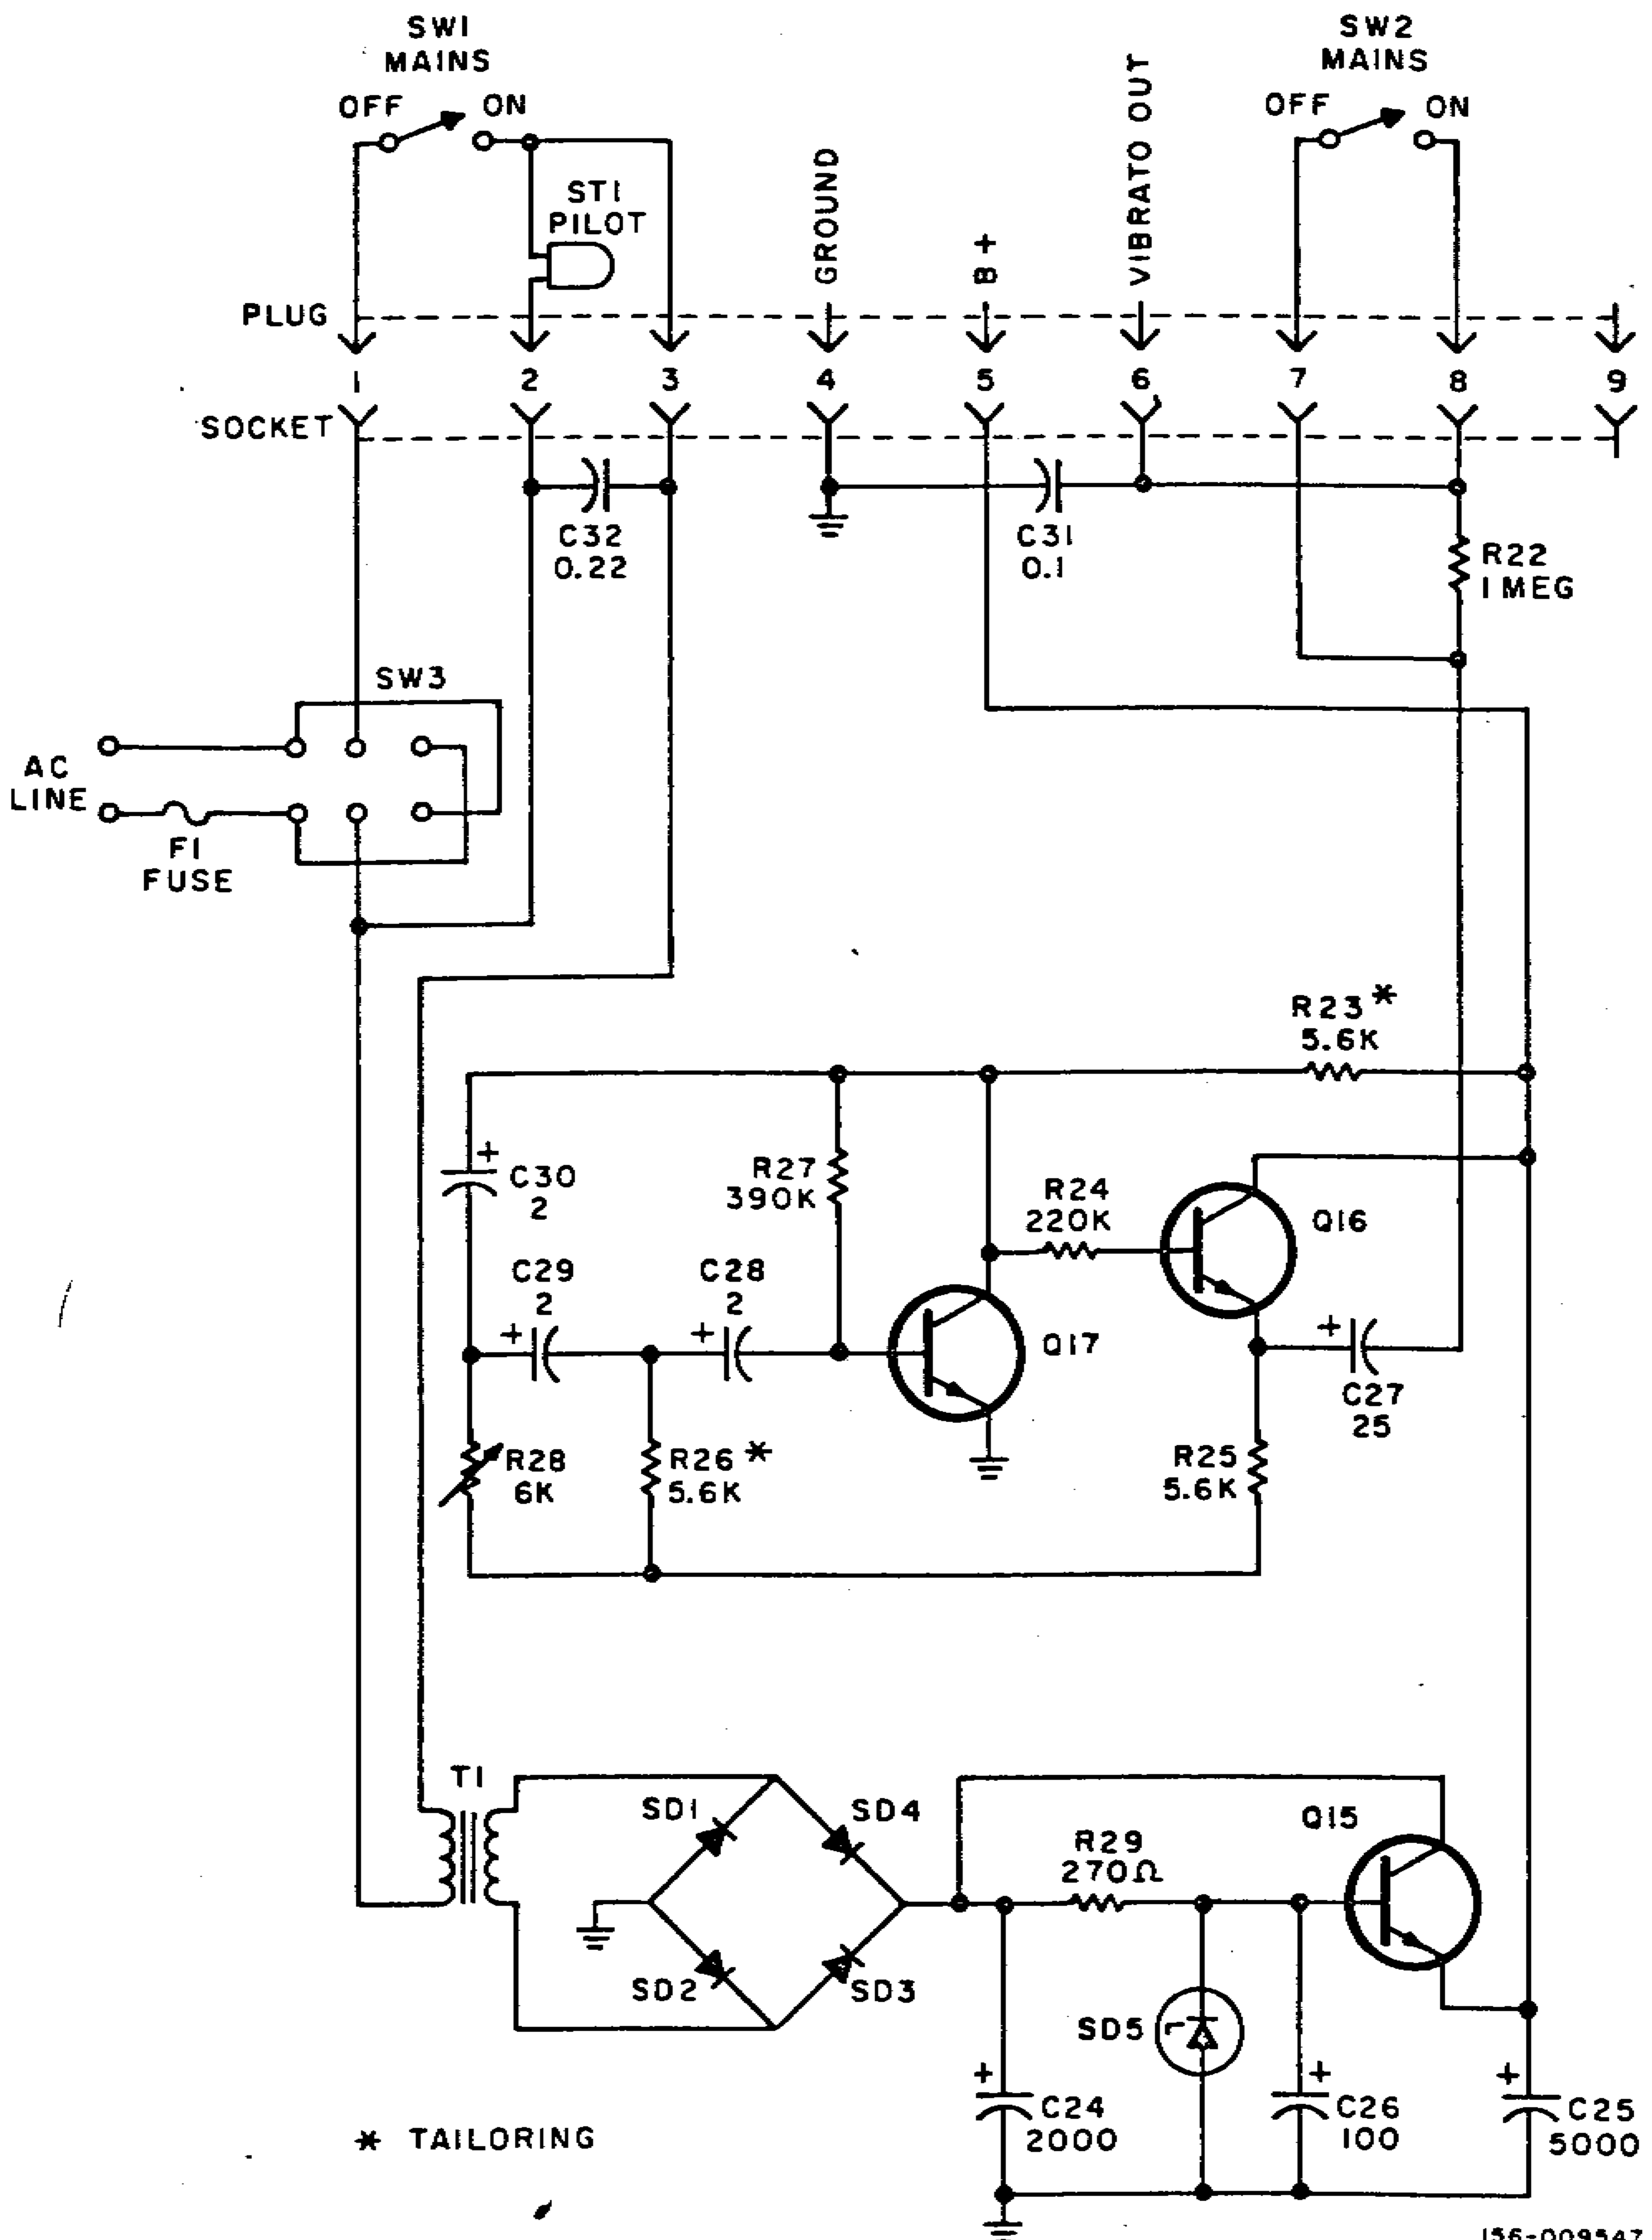 SW1
MAINS
OFF ON
ST1
PILOT
GROUND
B +
VIBRATO OUT
SW2
MAINS
OFF ON
PLUG
1 2 3 4 5 6 7 8 9
SOCKET
C32
0.22
C31
0.1
R22
1 MEG
SW3
AC
LINE
F1
FUSE
R23 *
5.6K
+
C30
2
R27
390K
R24
220K
Q16
C29
2
+
C28
2
+
Q17
+
C27
25
R28
6K
R26 *
5.6K
R25
5.6K
T1
SD1
SD4
R29
270Ω
Q15
SD2
SD3
SD5
+
C24
2000
+
C26
100
+
C25
5000
* TAILORING
156-009547